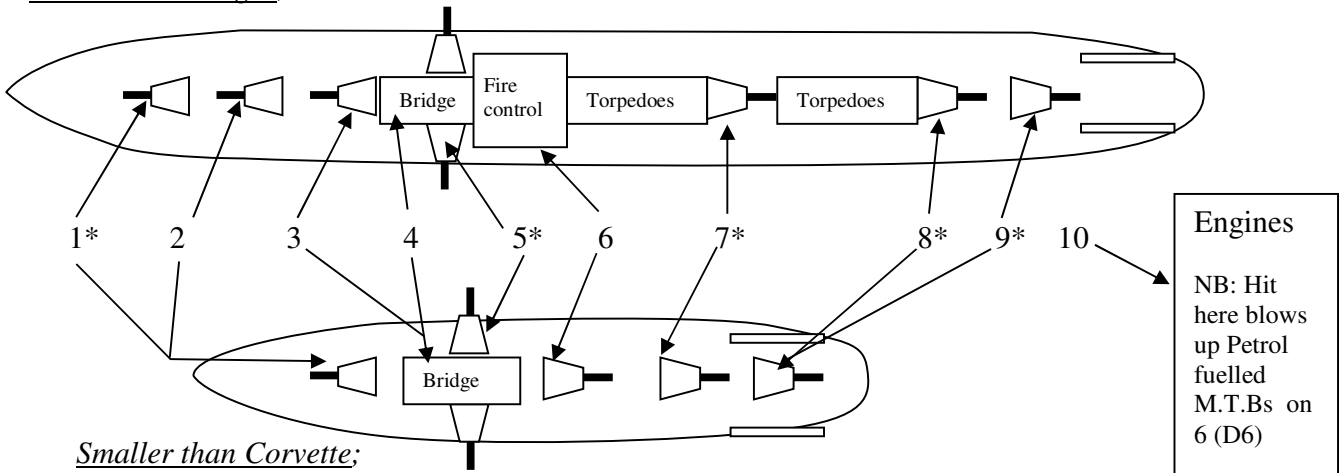 Bridge
Fire
control
Torpedoes
Torpedoes
1* 2 3 4 5* 6 7* 8* 9* 10
Engines
NB: Hit
here blows
up Petrol
fuelled
M.T.Bs on
6 (D6)
Bridge
Smaller than Corvette;